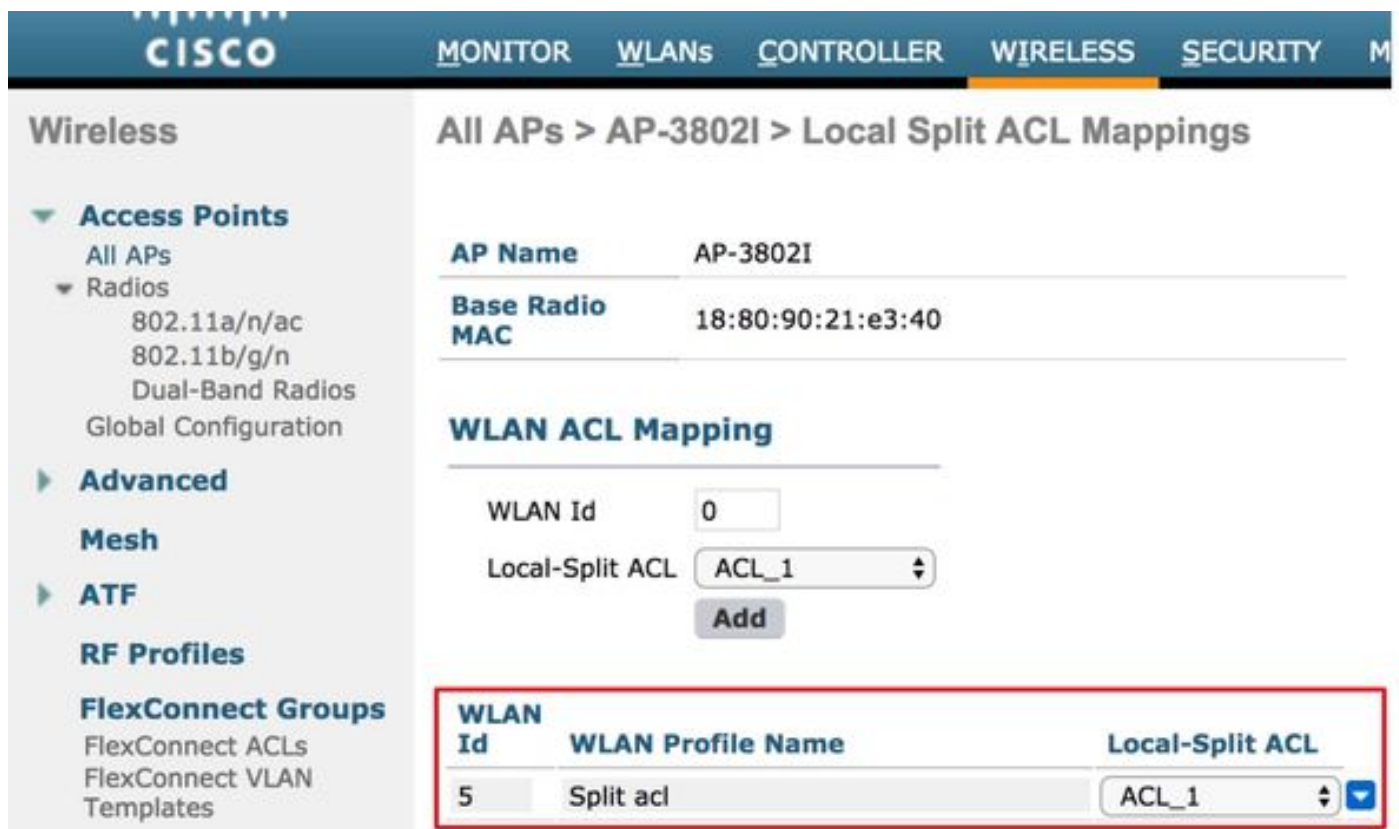 CISCO
MONITOR WLANs CONTROLLER WIRELESS SECURITY M
Wireless
Access Points
All APs
Radios
802.11a/n/ac
802.11b/g/n
Dual-Band Radios
Global Configuration
Advanced
Mesh
ATF
RF Profiles
FlexConnect Groups
FlexConnect ACLs
FlexConnect VLAN
Templates
All APs > AP-3802I > Local Split ACL Mappings
AP Name AP-3802I
Base Radio
MAC 18:80:90:21:e3:40
WLAN ACL Mapping
WLAN Id 0
Local-Split ACL ACL_1
Add
WLAN
Id WLAN Profile Name Local-Split ACL
5 Split acl ACL_1